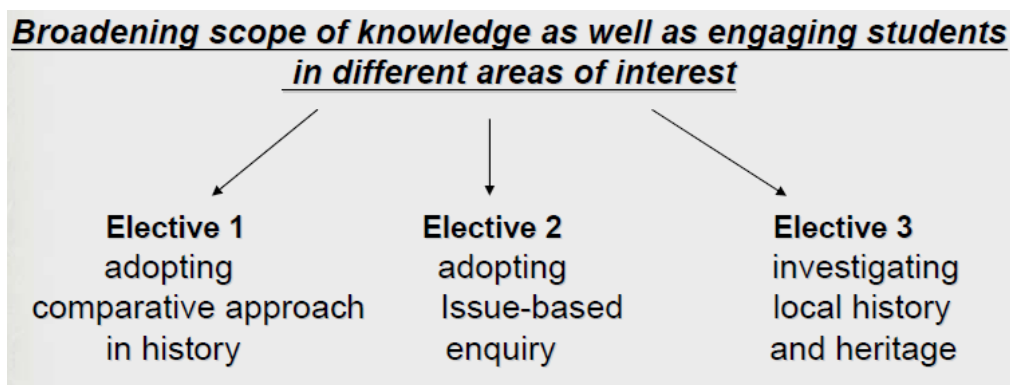 Broadening scope of knowledge as well as engaging students
in different areas of interest
Elective 1
adopting
comparative approach
in history
Elective 2
adopting
Issue-based
enquiry
Elective 3
investigating
local history
and heritage